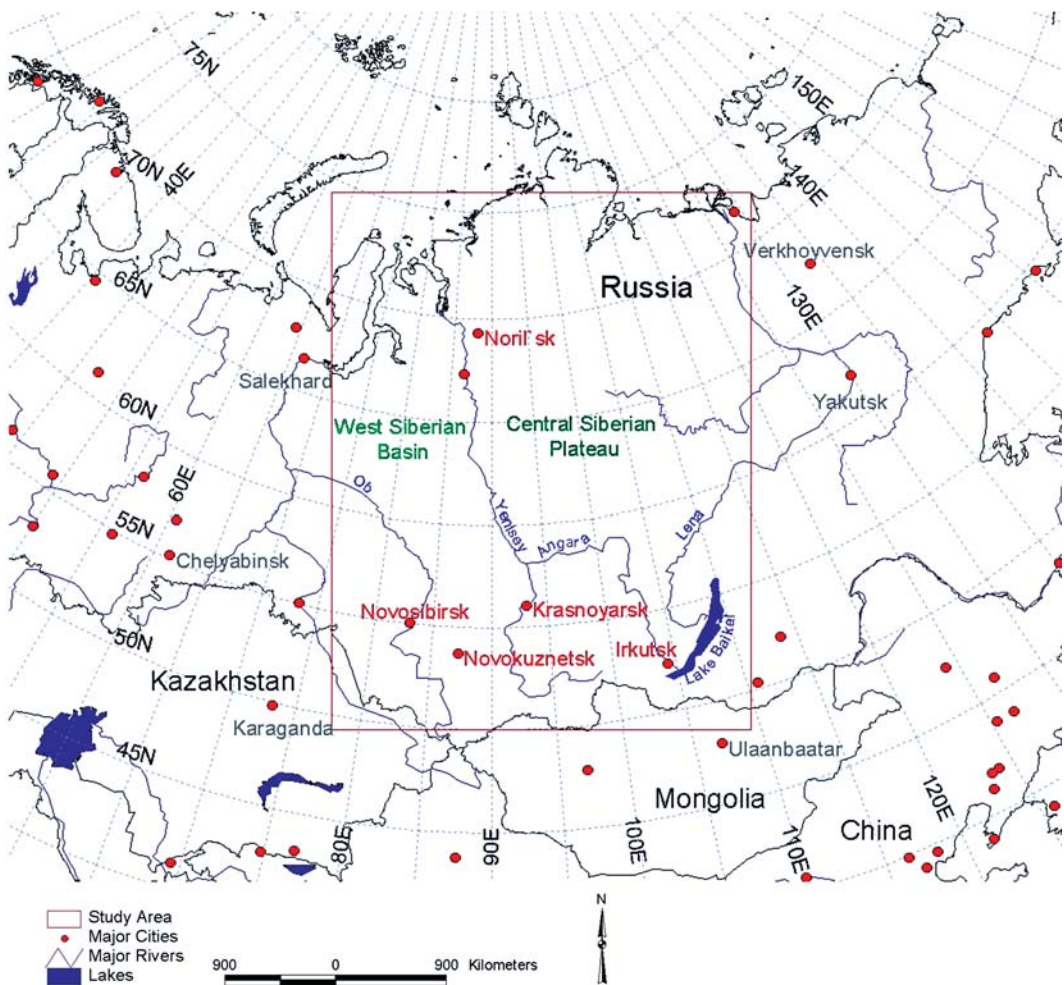 75N
150E
70N
40E
140E
Verkhoyvensk
65N
Russia
130E
Noril`sk
Salekhard
Yakutsk
60N
West Siberian
Basin
Central Siberian
Plateau
60E
Ob
55N
Yenisey
Angara
Lena
Chelyabinsk
Novosibirsk
Krasnoyarsk
50N
Novokuznetsk
Irkutsk
Lake Baikal
Kazakhstan
Karaganda
45N
Ulaanbaatar
Mongolia
120E
China
80E
90E
100E
110E
N
Study Area
Major Cities
Major Rivers
Lakes
900 0 900 Kilometers